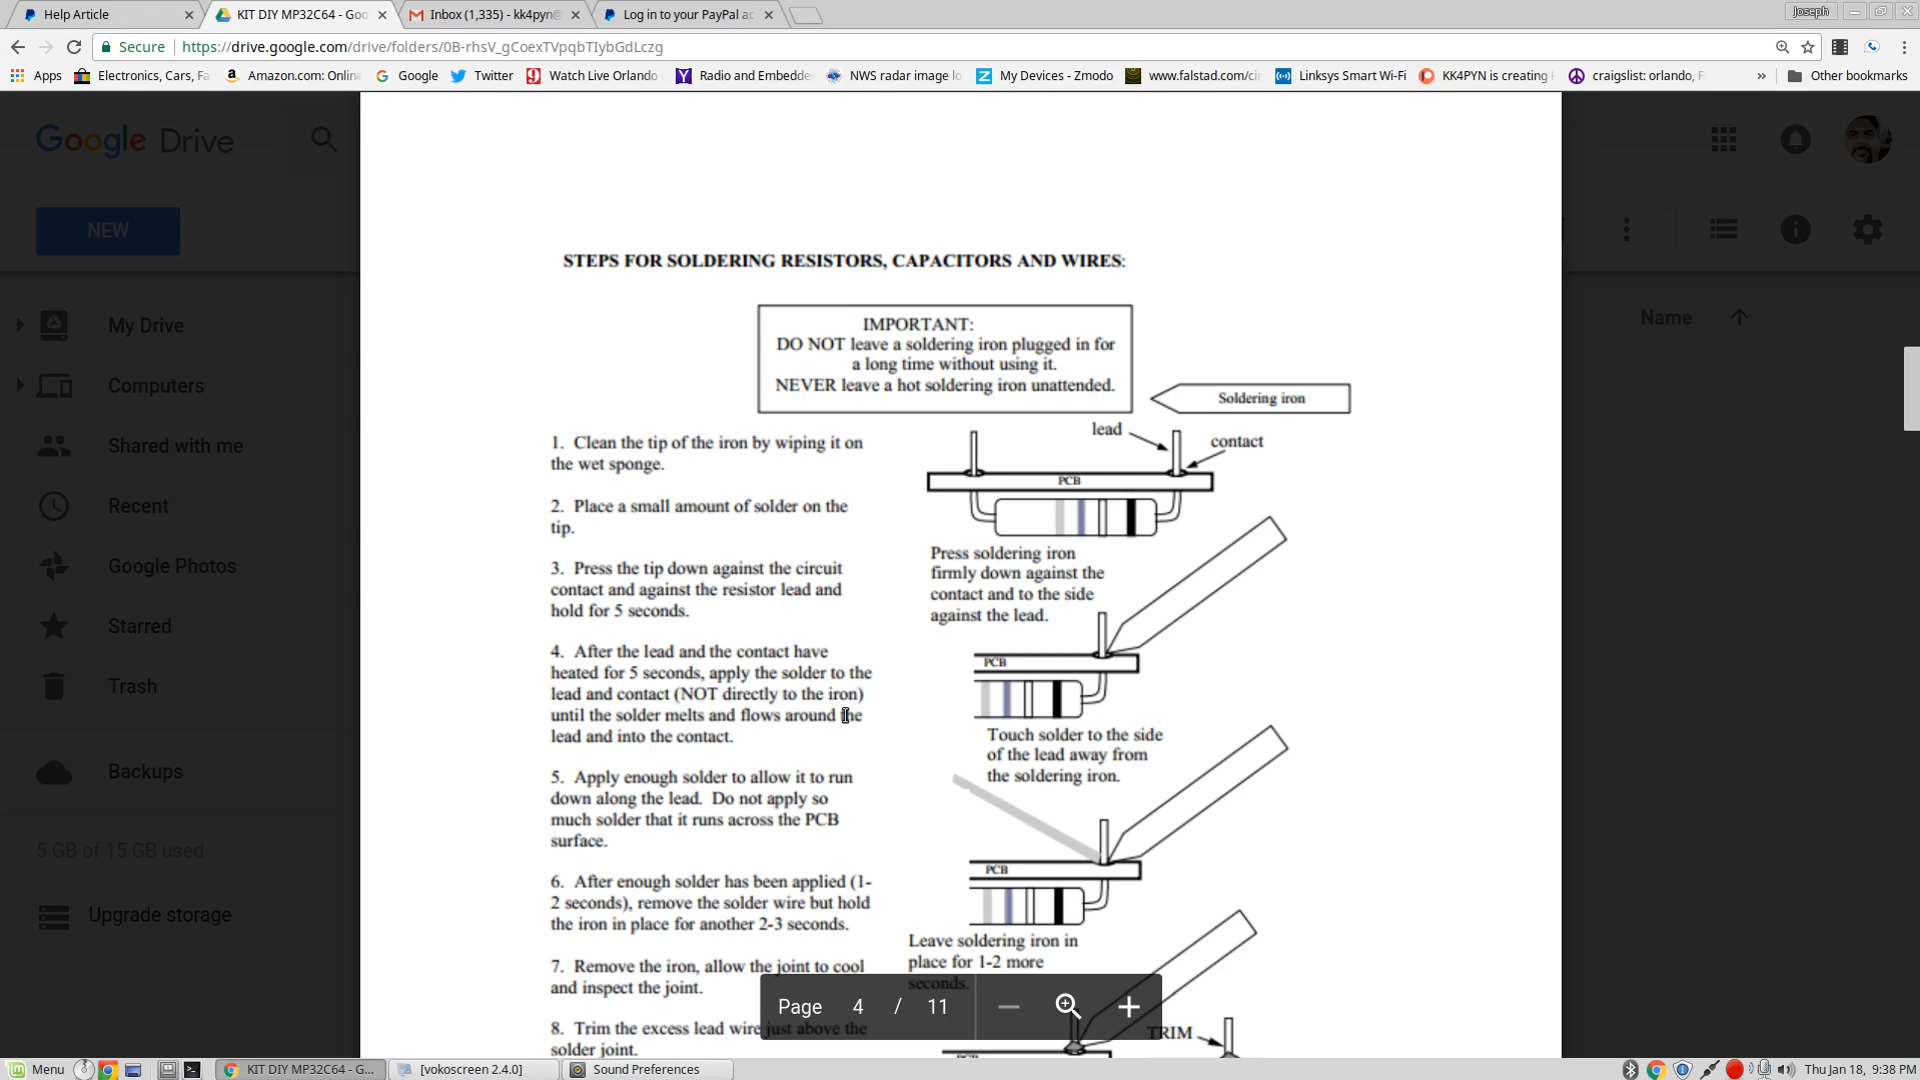 Help Article
KIT DIY MP32C64 - Goo
Inbox (1,335) - kk4pyn@
Log in to your PayPal ac
Joseph
Secure
https://drive.google.com/drive/folders/0B-rhsV_gCoexTVpqbTIybGdLczg
Apps
Electronics, Cars, Fa
Amazon.com: Online
Google
Twitter
Watch Live Orlando
Radio and Embedde
NWS radar image lo
My Devices - Zmodo
www.falstad.com/cir
Linksys Smart Wi-Fi
KK4PYN is creating
craigslist: orlando, F
»
Other bookmarks
Google Drive
NEW
My Drive
Computers
Shared with me
Recent
Google Photos
Starred
Trash
Backups
5 GB of 15 GB used
Upgrade storage
Name
STEPS FOR SOLDERING RESISTORS, CAPACITORS AND WIRES:
IMPORTANT:
DO NOT leave a soldering iron plugged in for
a long time without using it.
NEVER leave a hot soldering iron unattended.
Soldering iron
lead
contact
PCB
1. Clean the tip of the iron by wiping it on
the wet sponge.
2. Place a small amount of solder on the
tip.
3. Press the tip down against the circuit
contact and against the resistor lead and
hold for 5 seconds.
4. After the lead and the contact have
heated for 5 seconds, apply the solder to the
lead and contact (NOT directly to the iron)
until the solder melts and flows around the
lead and into the contact.
5. Apply enough solder to allow it to run
down along the lead. Do not apply so
much solder that it runs across the PCB
surface.
6. After enough solder has been applied (1-
2 seconds), remove the solder wire but hold
the iron in place for another 2-3 seconds.
7. Remove the iron, allow the joint to cool
and inspect the joint.
8. Trim the excess lead wire just above the
solder joint.
Press soldering iron
firmly down against the
contact and to the side
against the lead.
PCB
Touch solder to the side
of the lead away from
the soldering iron.
PCB
Leave soldering iron in
place for 1-2 more
seconds.
TRIM
PCB
Page 4 / 11
Menu
KIT DIY MP32C64 - G...
[vokoscreen 2.4.0]
Sound Preferences
Thu Jan 18, 9:38 PM